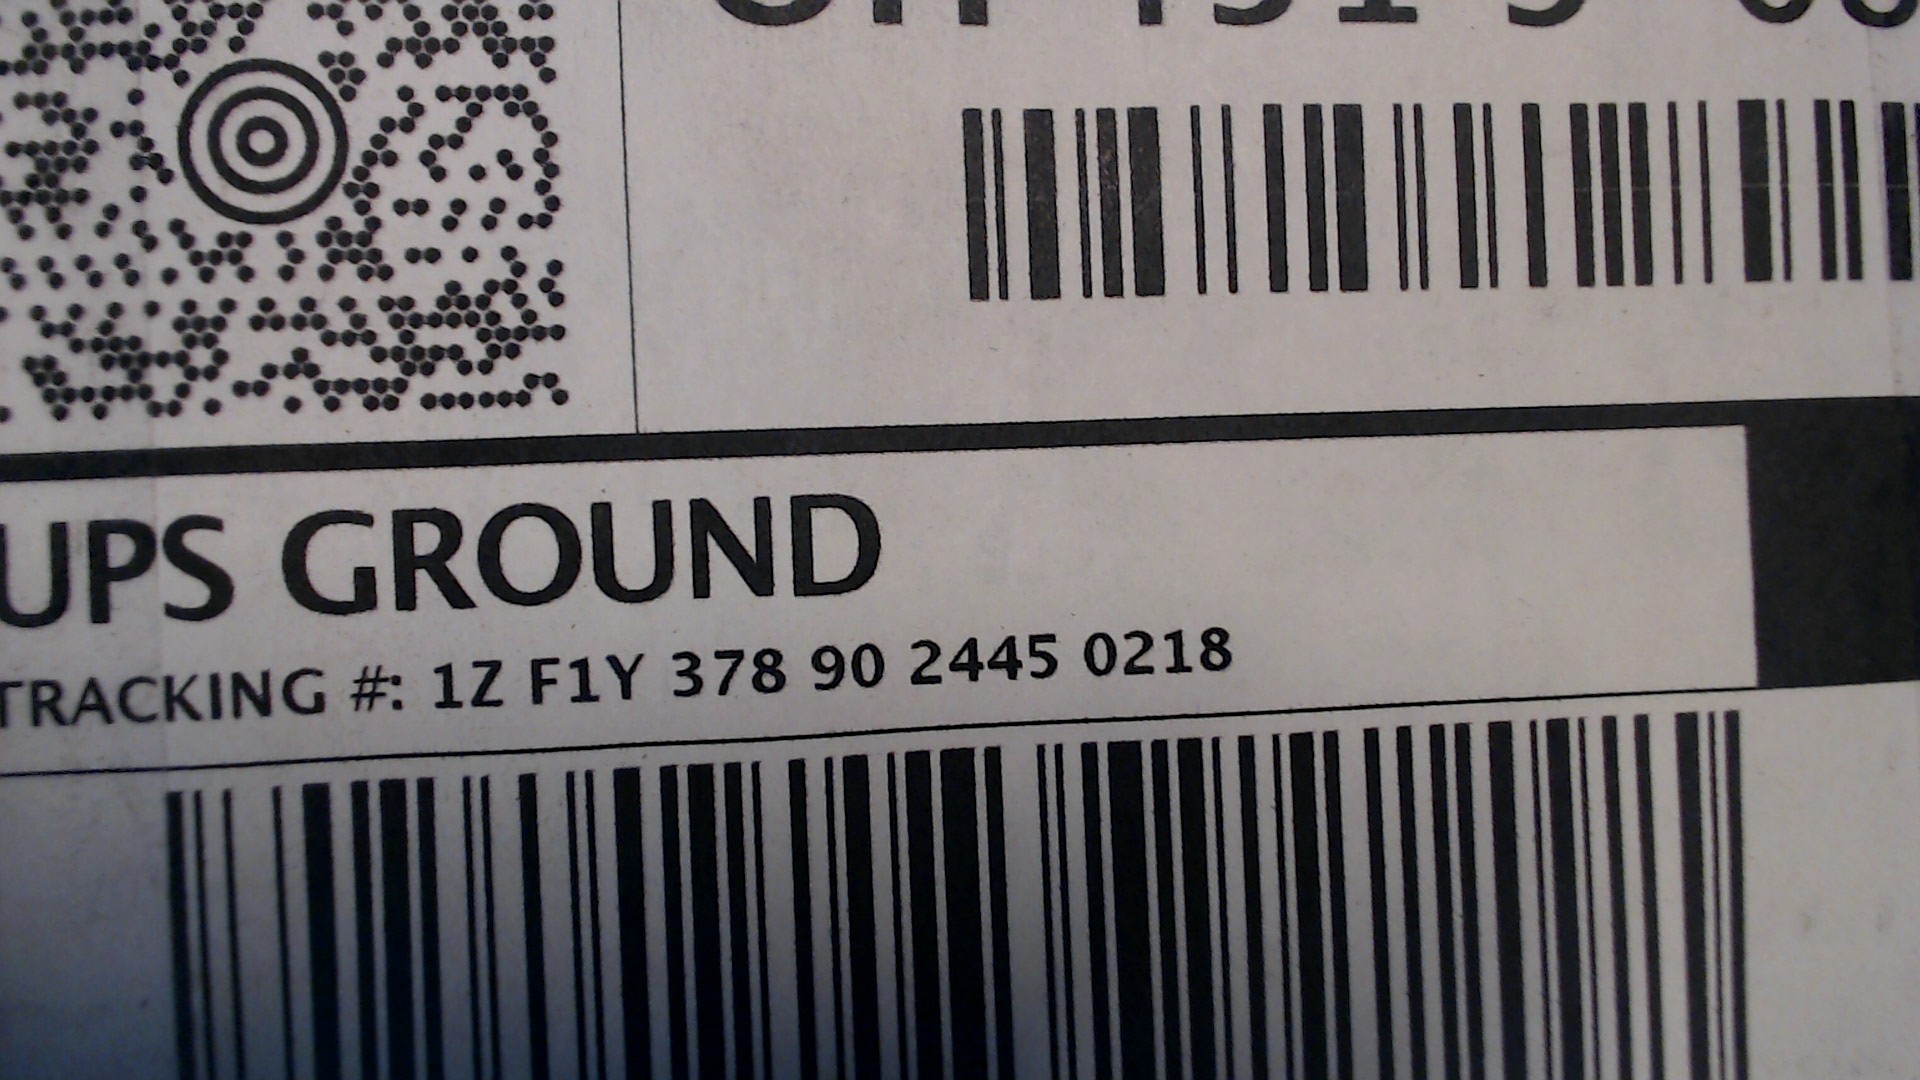 UPS GROUND
TRACKING #: 1Z F1Y 378 90 2445 0218